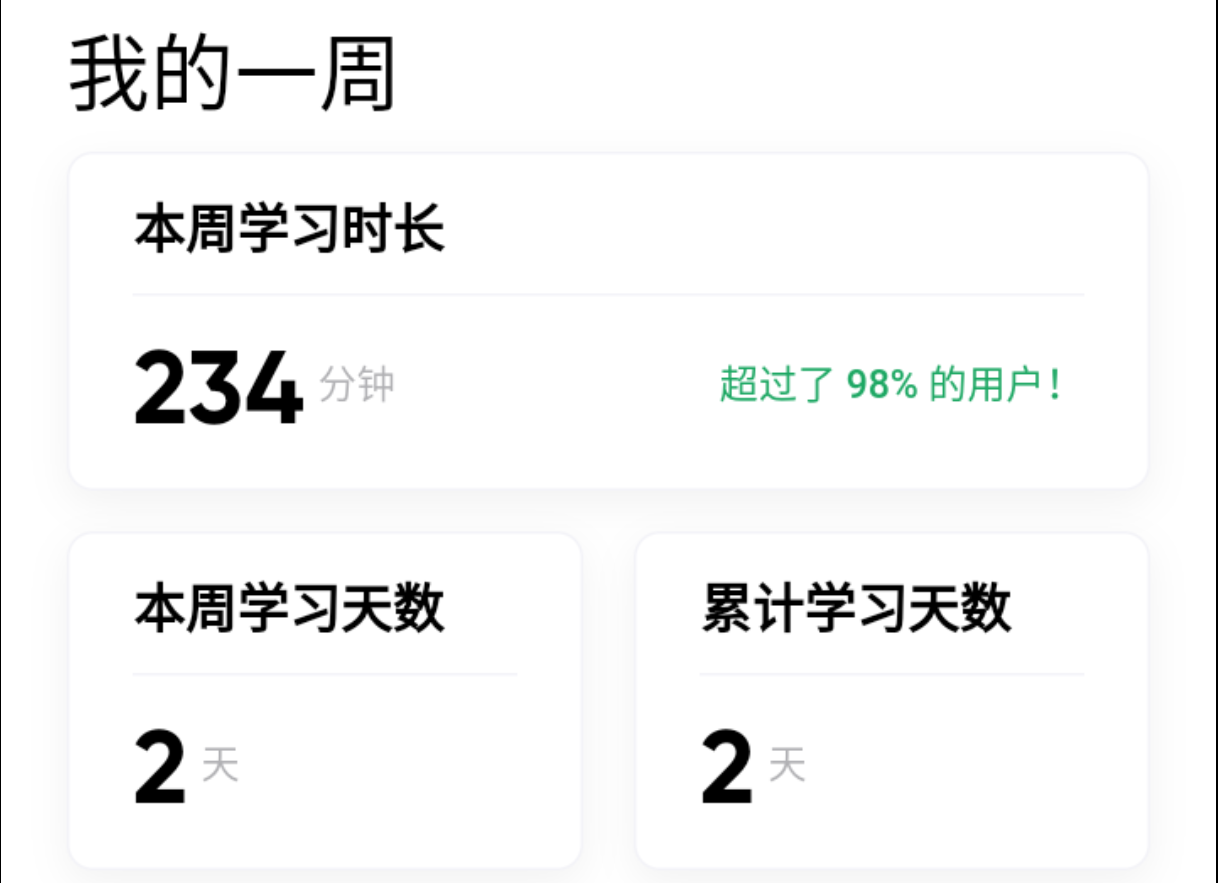 我的一周
本周学习时长
234 分钟
超过了 98% 的用户！
本周学习天数
2 天
累计学习天数
2 天